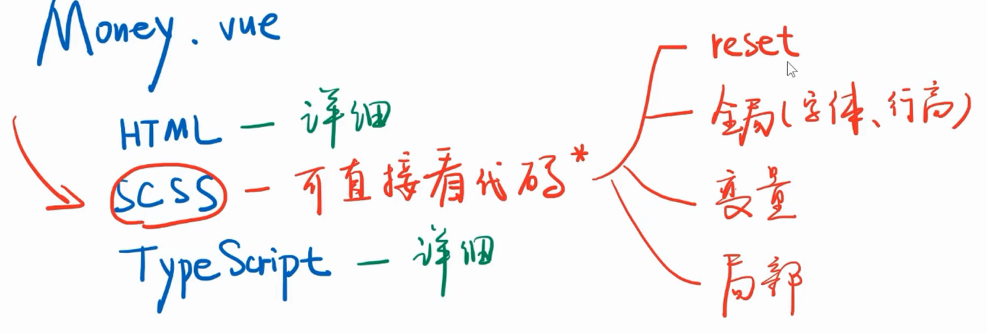 Money.vue
HTML — 详细
SCSS — 可直接看代码*
TypeScript — 详细
reset
全局(字体、行高)
变量
局部